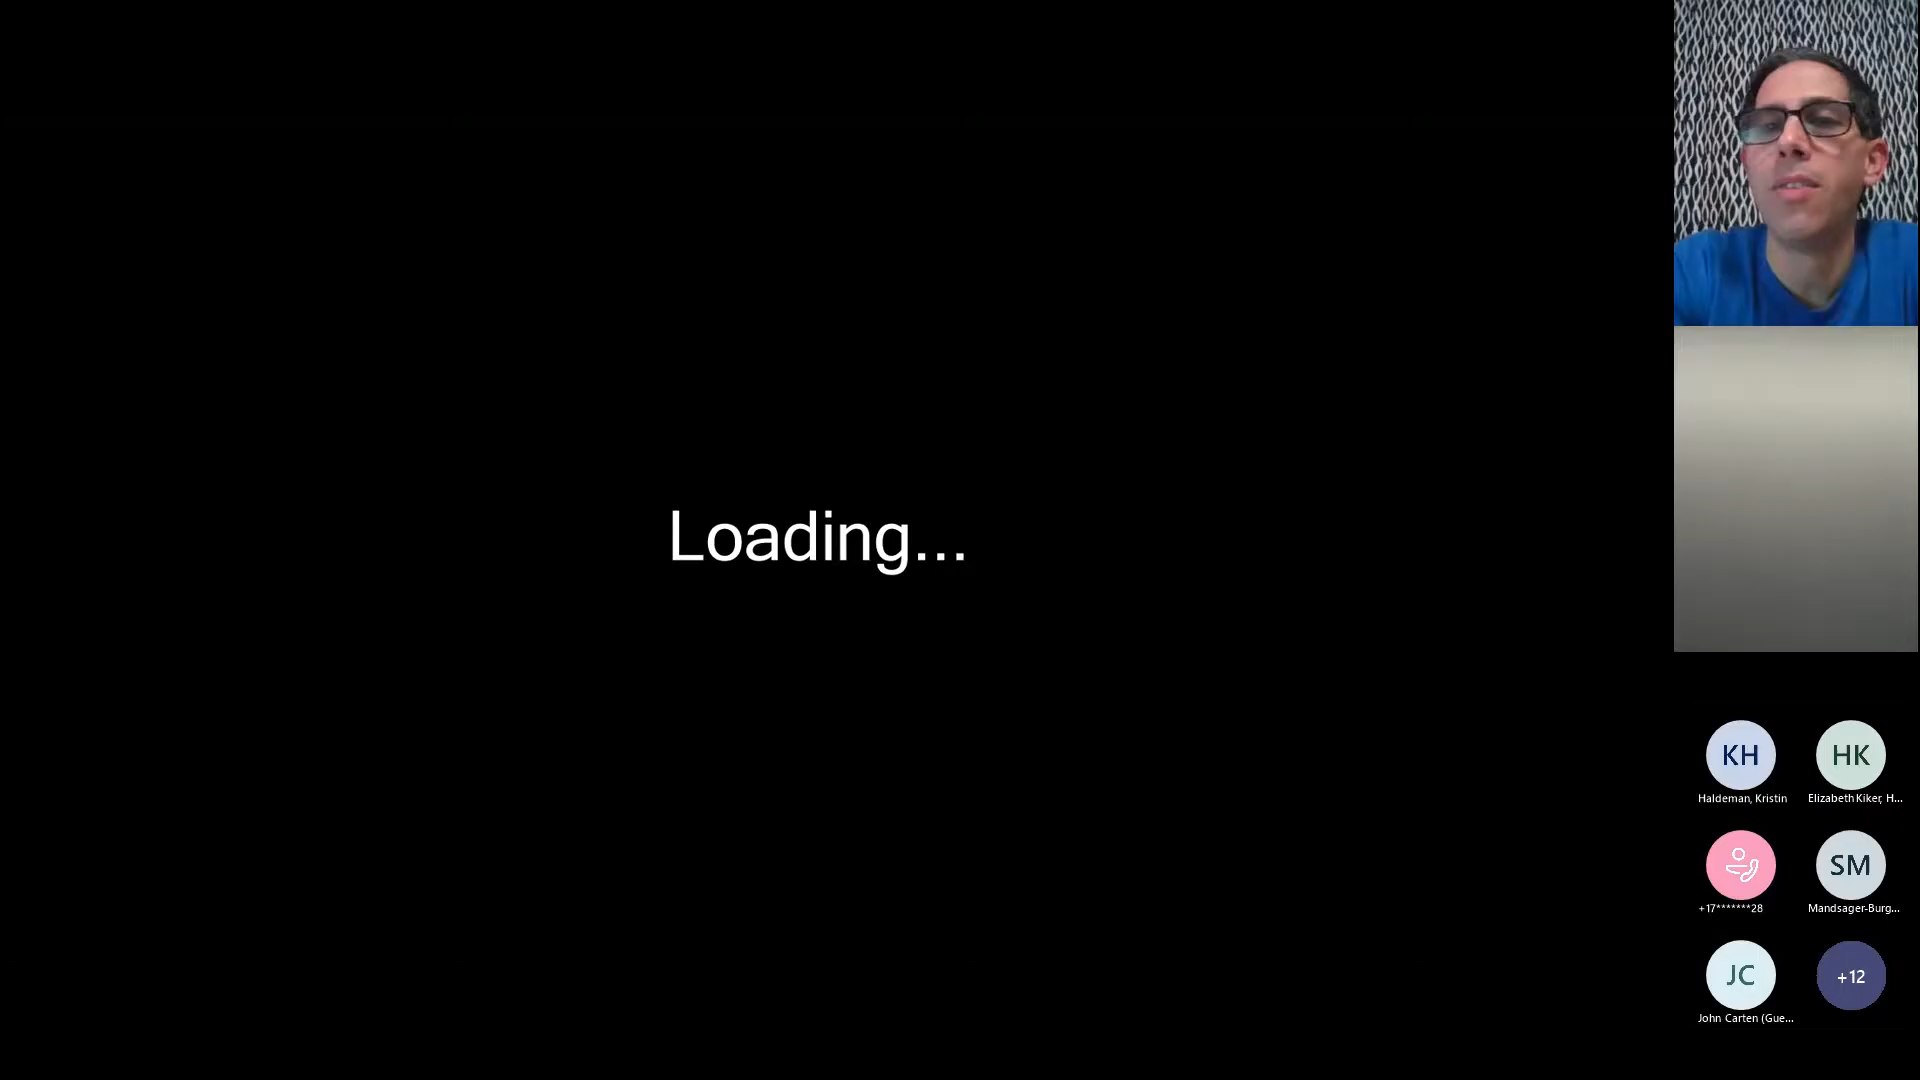 Loading...
KH HK
Haldeman, Kristin Elizabeth Kiker, H...
SM
+17*******28 Mandsager-Burg...
JC +12
John Carten (Gue...